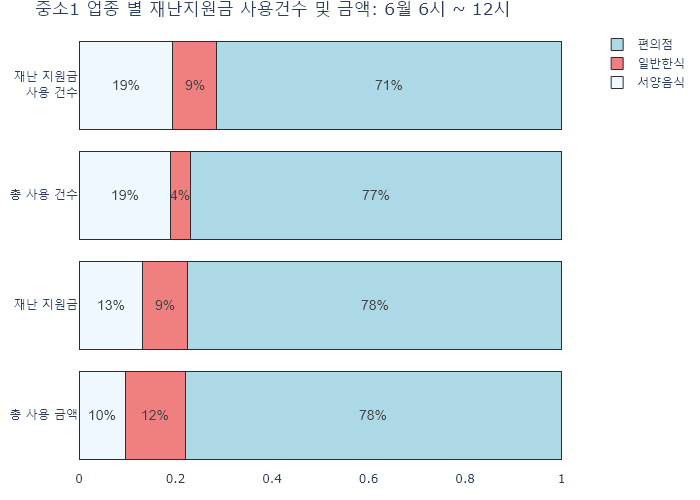 중소1 업종 별 재난지원금 사용건수 및 금액: 6월 6시 ~ 12시
편의점
일반한식
서양음식
재난 지원금
사용 건수
19%
9%
71%
총 사용 건수
19%
4%
77%
재난 지원금
13%
9%
78%
총 사용 금액
10%
12%
78%
0
0.2
0.4
0.6
0.8
1